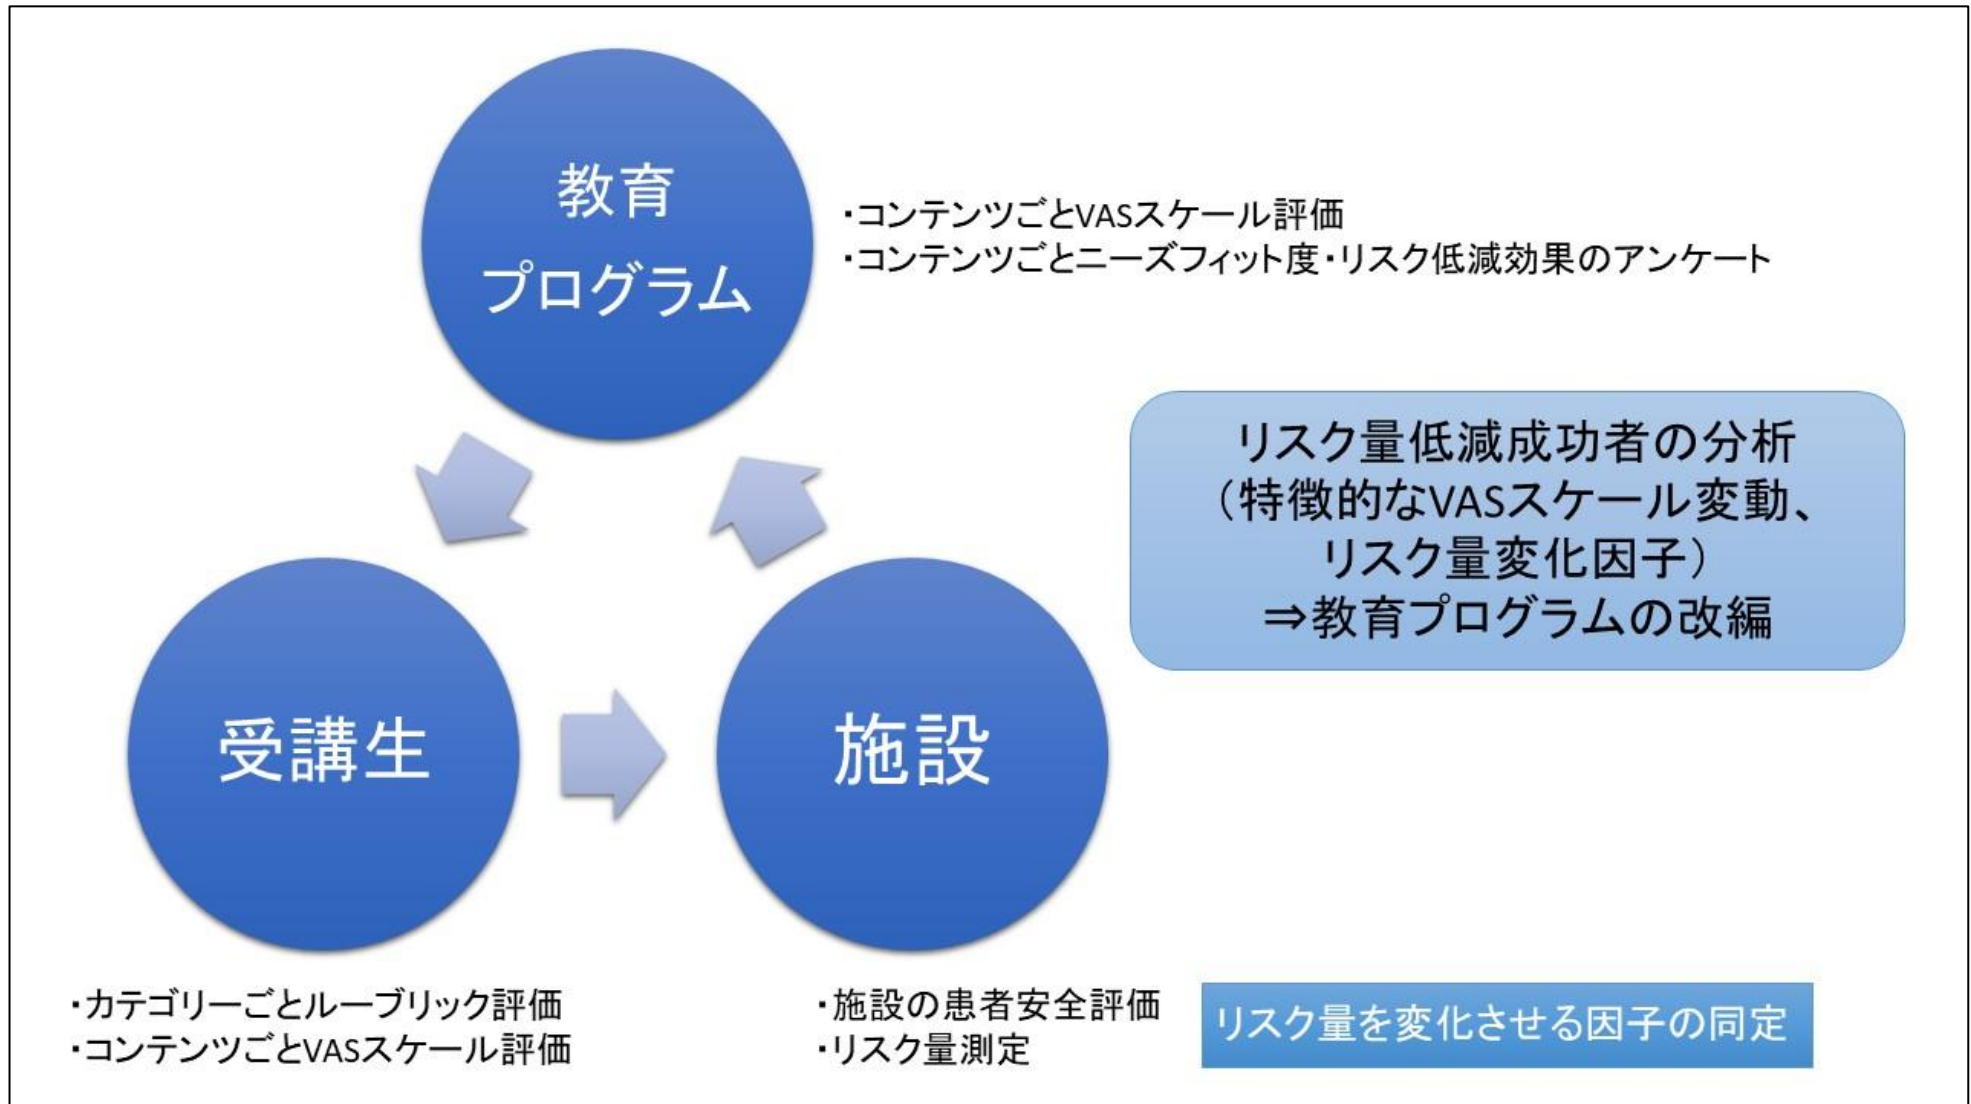 教育
プログラム
・コンテンツごとVASスケール評価
・コンテンツごとニーズフィット度・リスク低減効果のアンケート
リスク量低減成功者の分析
（特徴的なVASスケール変動、
リスク量変化因子）
⇒教育プログラムの改編
受講生
施設
・カテゴリーごとルーブリック評価
・コンテンツごとVASスケール評価
・施設の患者安全評価
・リスク量測定
リスク量を変化させる因子の同定